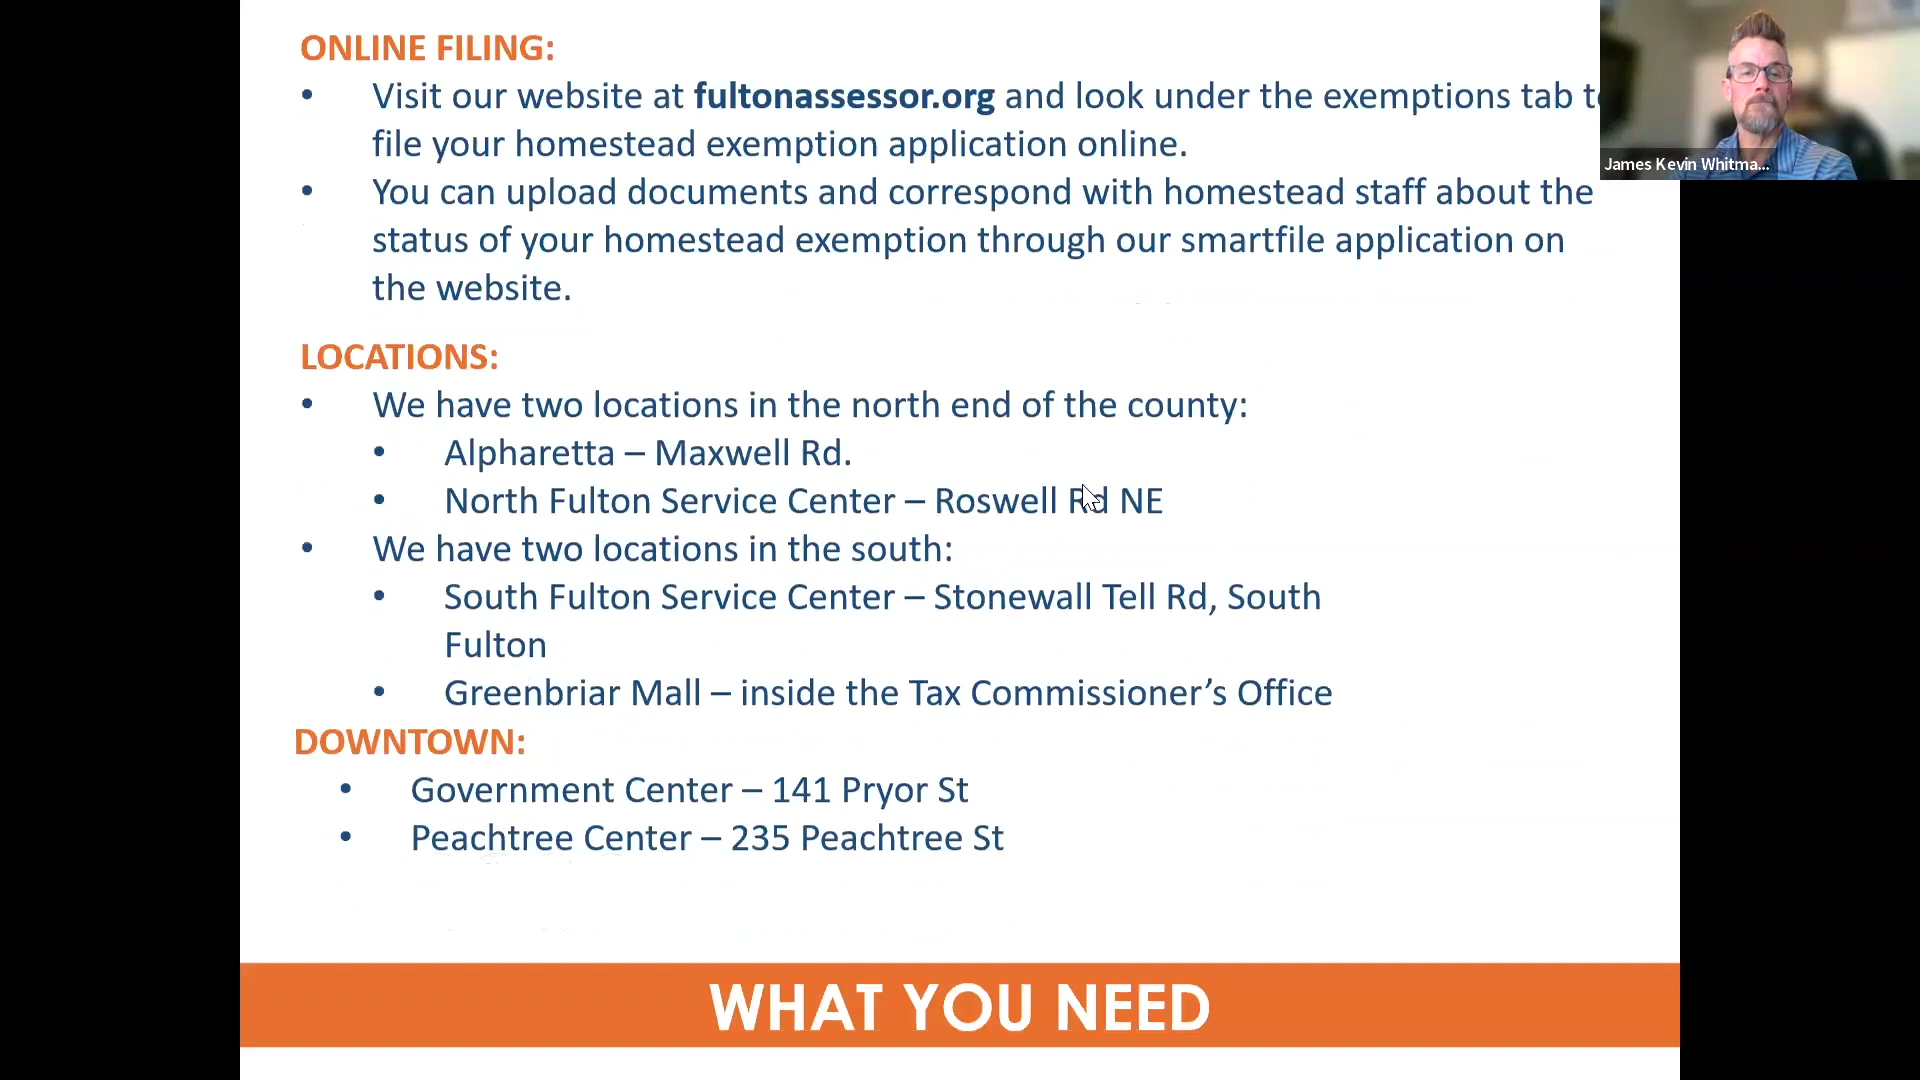 ONLINE FILING:
• Visit our website at fultonassessor.org and look under the exemptions tab
file your homestead exemption application online.
• You can upload documents and correspond with homestead staff about the
status of your homestead exemption through our smartfile application on
the website.
James Kevin Whitma...
LOCATIONS:
• We have two locations in the north end of the county:
• Alpharetta – Maxwell Rd.
• North Fulton Service Center – Roswell Rd NE
• We have two locations in the south:
• South Fulton Service Center – Stonewall Tell Rd, South
Fulton
• Greenbriar Mall – inside the Tax Commissioner’s Office
DOWNTOWN:
• Government Center – 141 Pryor St
• Peachtree Center – 235 Peachtree St
WHAT YOU NEED